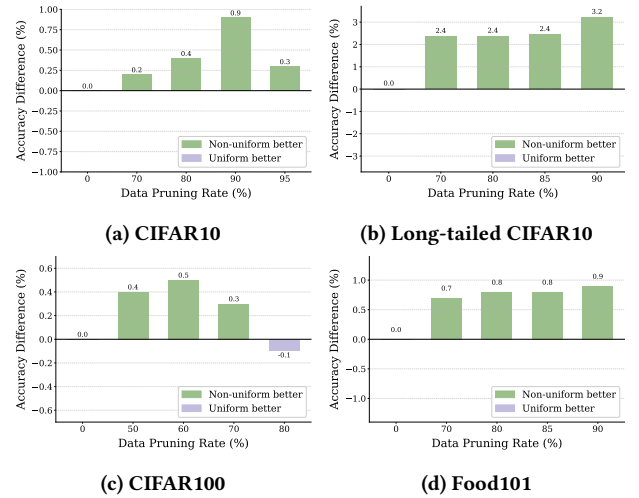 Accuracy Difference (%)
1.00
0.75
0.50
0.25
0.00
−0.25
−0.50
−0.75
−1.00
0.0
0.2
0.4
0.9
0.3
Non-uniform better
Uniform better
0 70 80 90 95
Data Pruning Rate (%)
(a) CIFAR10
Accuracy Difference (%)
3
2
1
0
−1
−2
−3
0.0
2.4
2.4
2.4
3.2
Non-uniform better
Uniform better
0 70 80 85 90
Data Pruning Rate (%)
(b) Long-tailed CIFAR10
Accuracy Difference (%)
0.6
0.4
0.2
0.0
−0.2
−0.4
−0.6
0.0
0.4
0.5
0.3
-0.1
Non-uniform better
Uniform better
0 50 60 70 80
Data Pruning Rate (%)
(c) CIFAR100
Accuracy Difference (%)
1.0
0.5
0.0
−0.5
−1.0
0.0
0.7
0.8
0.8
0.9
Non-uniform better
Uniform better
0 70 80 85 90
Data Pruning Rate (%)
(d) Food101